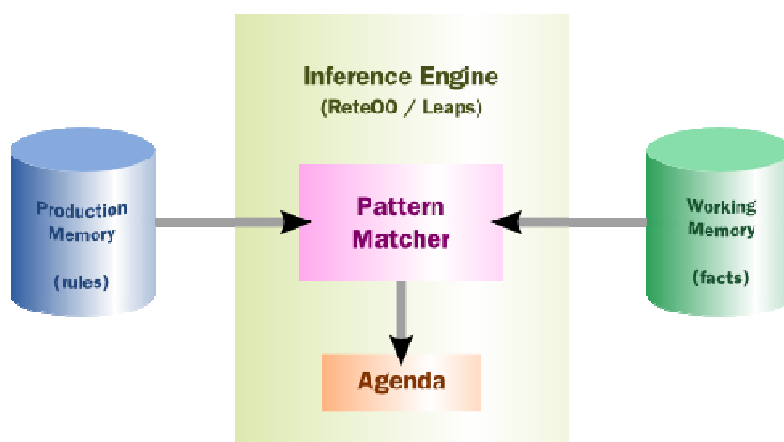 Inference Engine
(ReteOO / Leaps)
Production
Memory
(rules)
Pattern
Matcher
Working
Memory
(facts)
Agenda